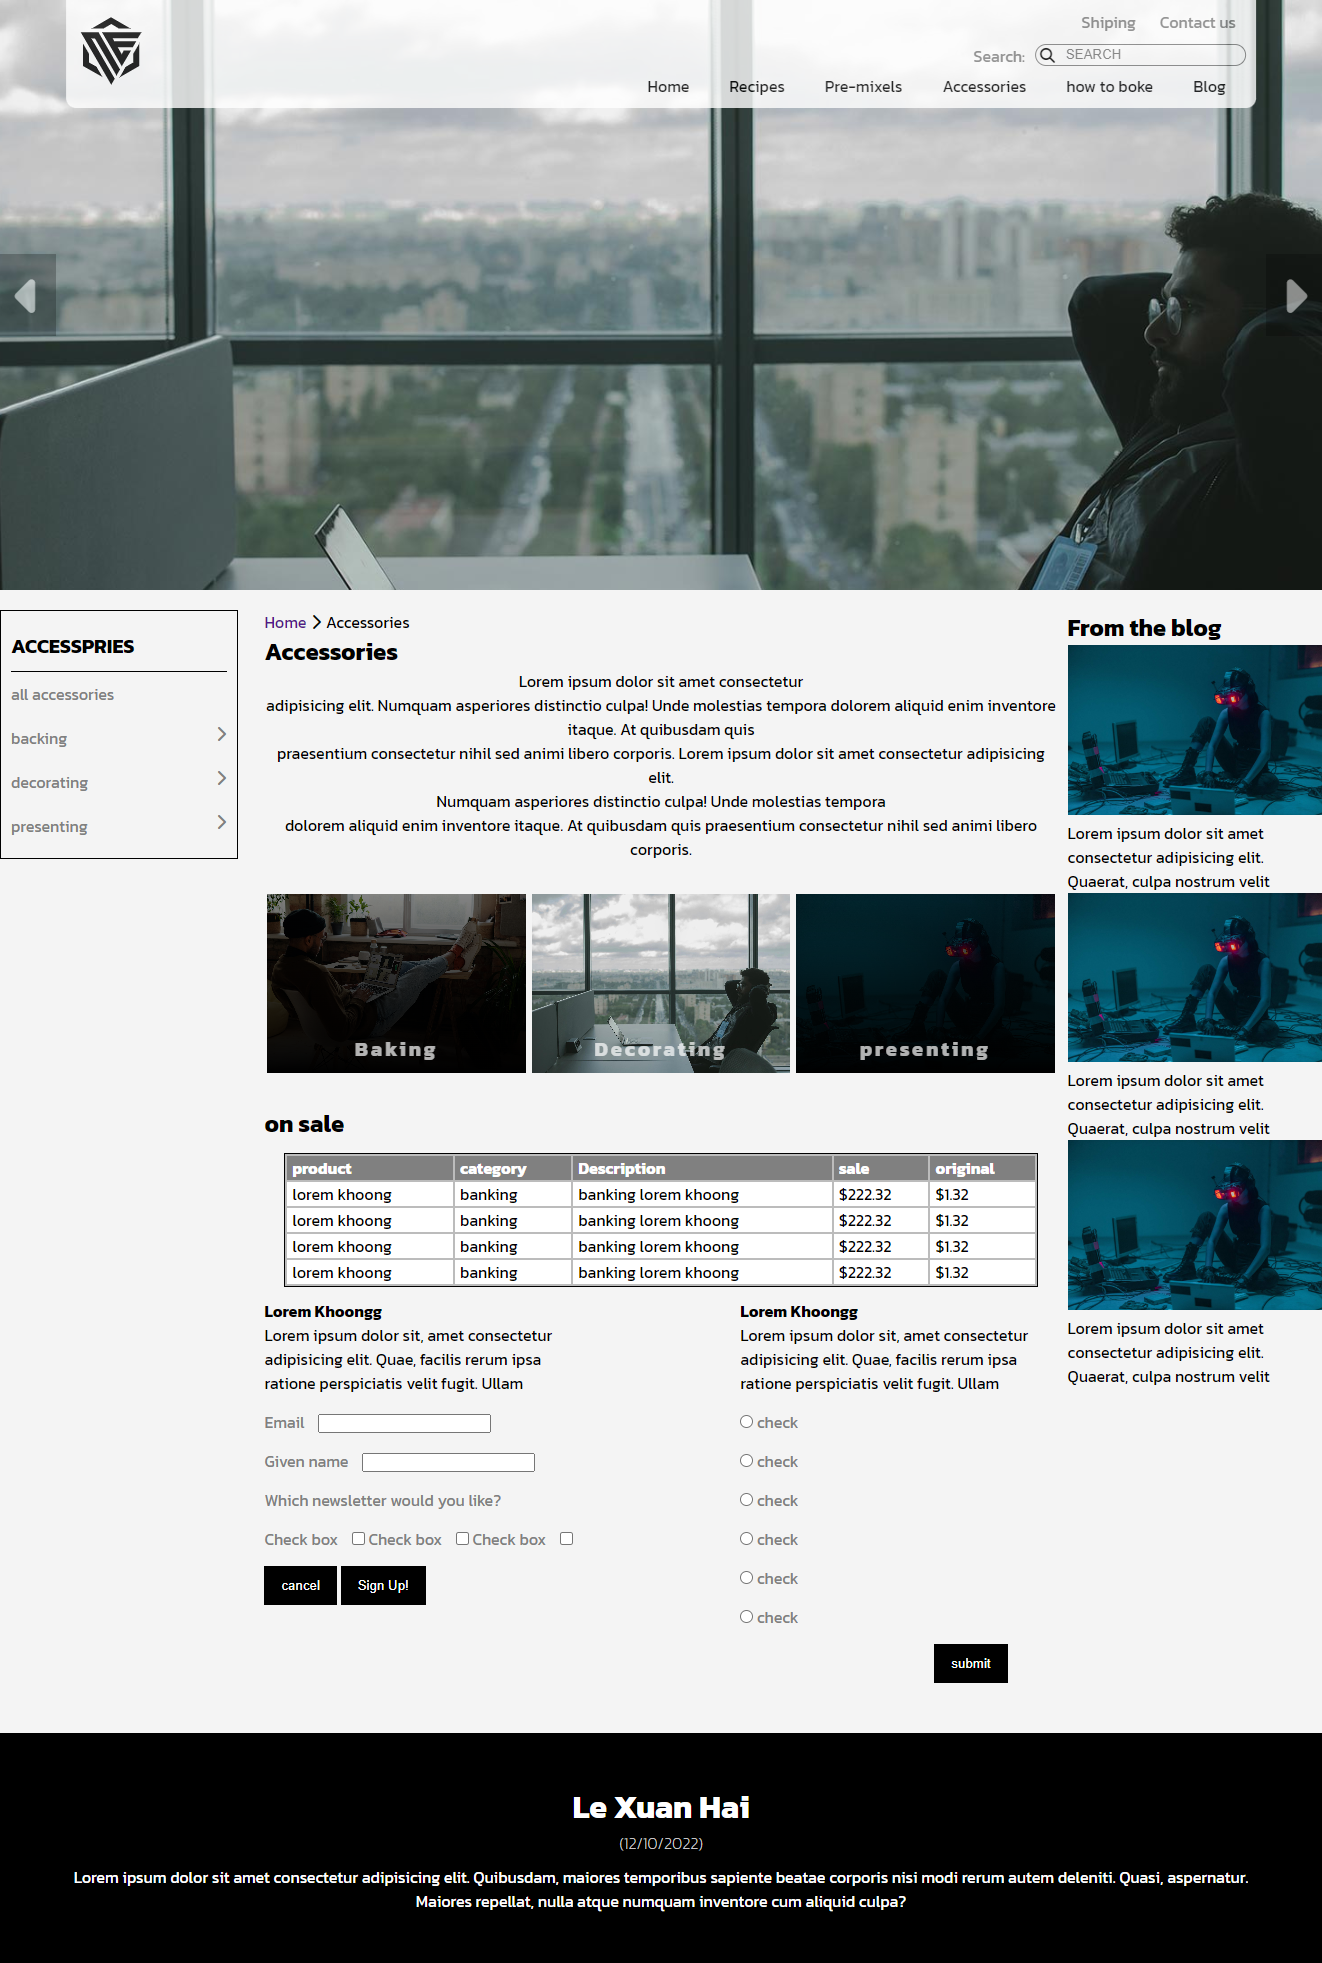 Shiping Contact us
Search: SEARCH
Home Recipes Pre-mixels Accessories how to boke Blog
ACCESSPRIES
all accessories
backing
decorating
presenting
Home Accessories
Accessories
Lorem ipsum dolor sit amet consectetur
adipisicing elit. Numquam asperiores distinctio culpa! Unde molestias tempora dolorem aliquid enim inventore
itaque. At quibusdam quis
praesentium consectetur nihil sed animi libero corporis. Lorem ipsum dolor sit amet consectetur adipisicing
elit.
Numquam asperiores distinctio culpa! Unde molestias tempora
dolorem aliquid enim inventore itaque. At quibusdam quis praesentium consectetur nihil sed animi libero
corporis.
Baking Decorating presenting
on sale
product category Description sale original
lorem khoong banking banking lorem khoong $222.32 $1.32
lorem khoong banking banking lorem khoong $222.32 $1.32
lorem khoong banking banking lorem khoong $222.32 $1.32
lorem khoong banking banking lorem khoong $222.32 $1.32
Lorem Khoongg
Lorem ipsum dolor sit, amet consectetur
adipisicing elit. Quae, facilis rerum ipsa
ratione perspiciatis velit fugit. Ullam
Email
Given name
Which newsletter would you like?
Check box Check box Check box
cancel Sign Up!
Lorem Khoongg
Lorem ipsum dolor sit, amet consectetur
adipisicing elit. Quae, facilis rerum ipsa
ratione perspiciatis velit fugit. Ullam
check
check
check
check
check
check
submit
From the blog
Lorem ipsum dolor sit amet
consectetur adipisicing elit.
Quaerat, culpa nostrum velit
Lorem ipsum dolor sit amet
consectetur adipisicing elit.
Quaerat, culpa nostrum velit
Lorem ipsum dolor sit amet
consectetur adipisicing elit.
Quaerat, culpa nostrum velit
Le Xuan Hai
(12/10/2022)
Lorem ipsum dolor sit amet consectetur adipisicing elit. Quibusdam, maiores temporibus sapiente beatae corporis nisi modi rerum autem deleniti. Quasi, aspernatur.
Maiores repellat, nulla atque numquam inventore cum aliquid culpa?